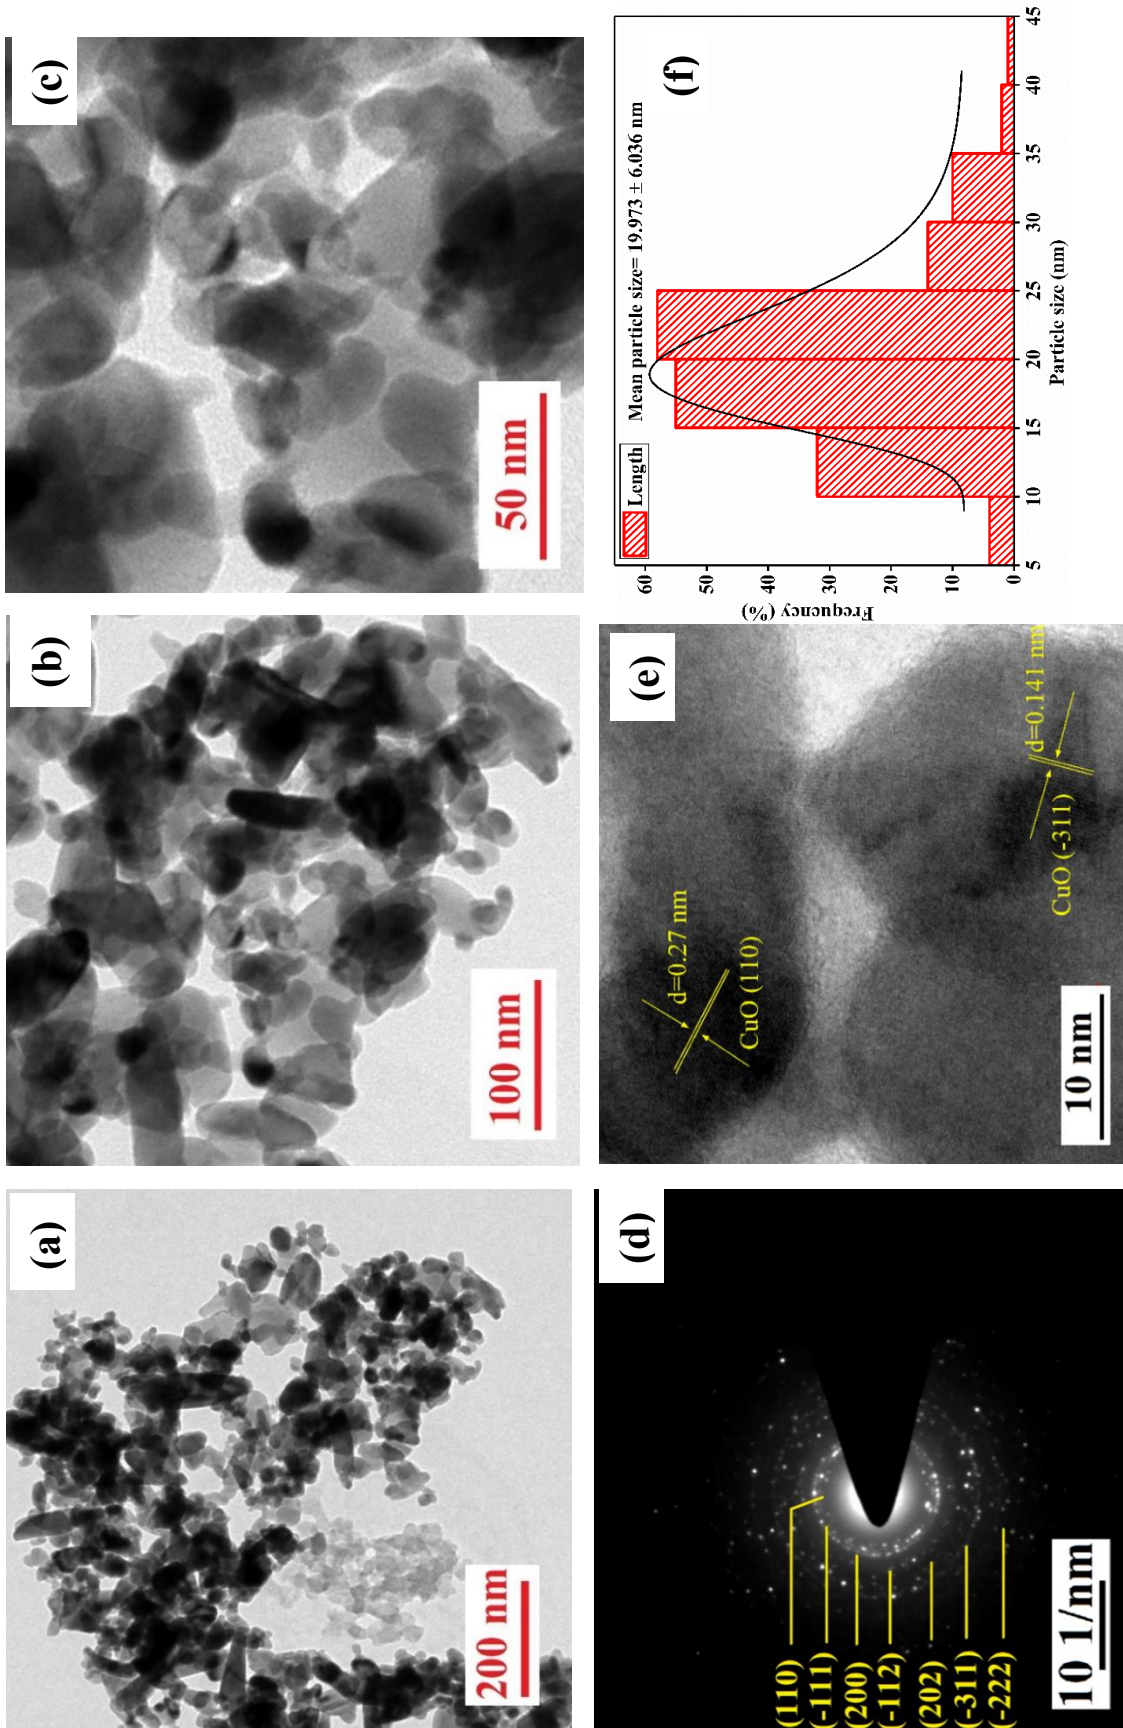 (a)
200 nm
(b)
100 nm
(c)
50 nm
(d)
(110)
(-111)
(200)
(-112)
(202)
(-311)
(-222)
10 1/nm
(e)
d=0.27 nm
CuO (110)
d=0.141 nm
CuO (-311)
10 nm
(f)
Length
Mean particle size= 19.973 ± 6.036 nm
Frequency (%)
60
50
40
30
20
10
0
5 10 15 20 25 30 35 40 45
Particle size (nm)